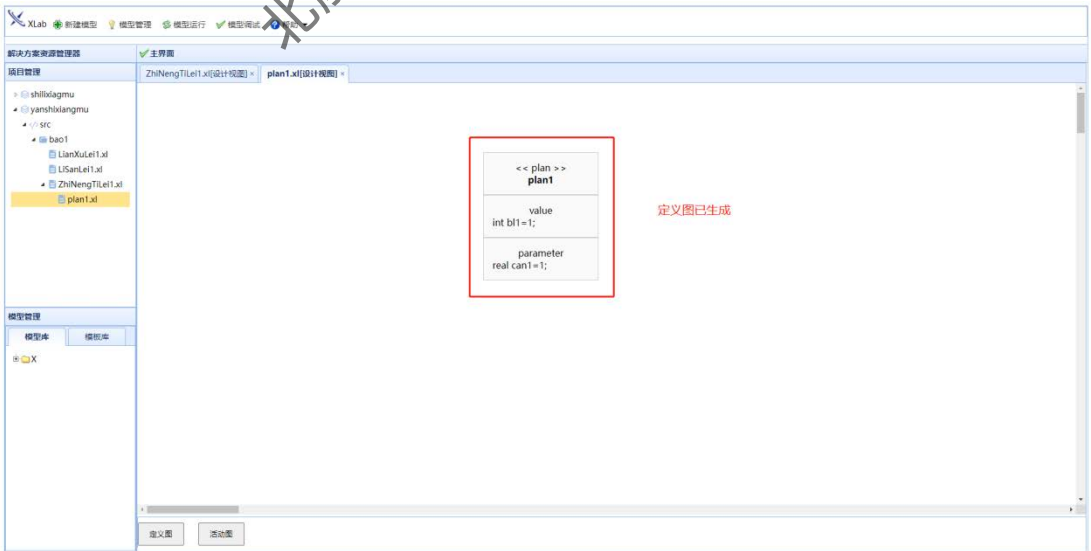 XLab 新建模型 模型管理 模型运行 模型调试 帮助
解决方案资源管理器
主界面
项目管理
ZhiNengTiLei1.xl[设计视图] × plan1.xl[设计视图] ×
shilixiagmu
yanshixiangmu
src
bao1
LianXuLei1.xl
LiSanLei1.xl
ZhiNengTiLei1.xl
plan1.xl
<< plan >>
plan1
value
int bl1=1;
parameter
real can1=1;
定义图已生成
模型管理
模型库 模板库
X
定义图 活动图